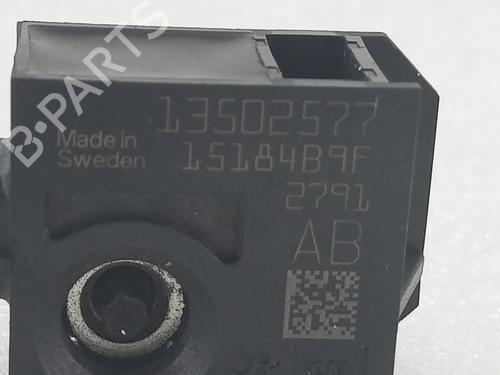 B-PARTS
13502577
Made in
Sweden
15184B9F
2791
AB